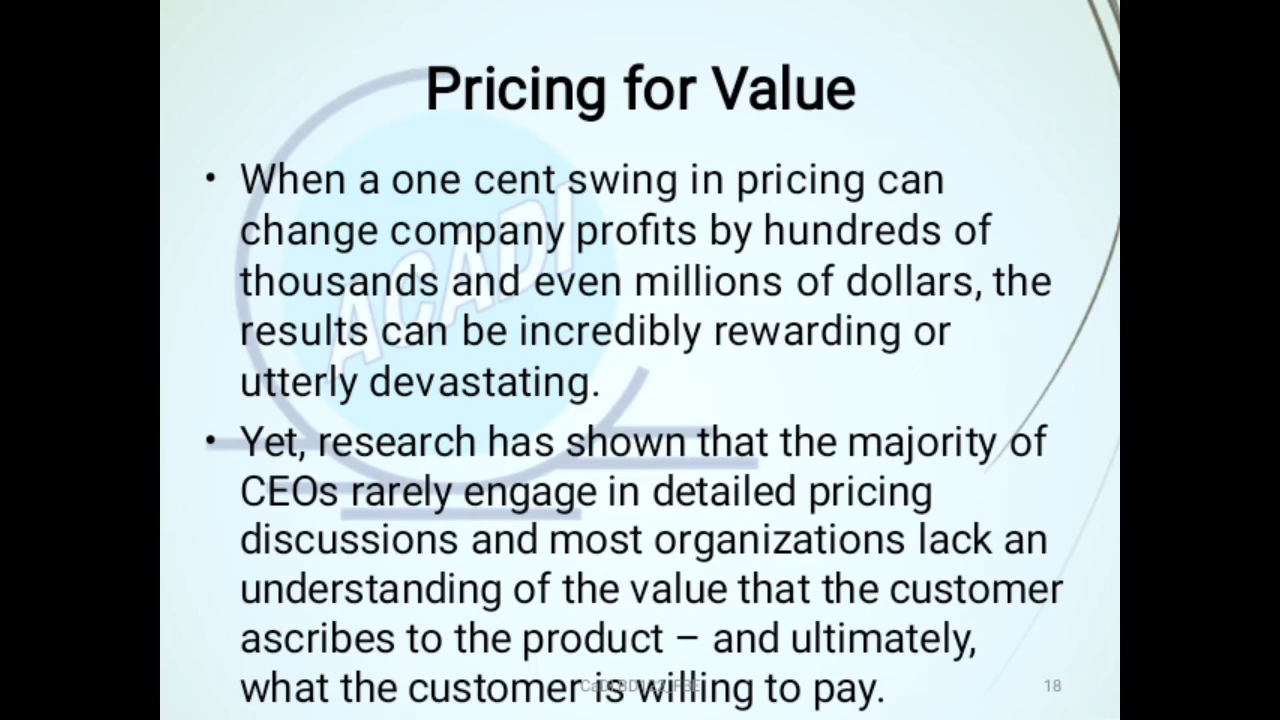 Pricing for Value
• When a one cent swing in pricing can
change company profits by hundreds of
thousands and even millions of dollars, the
results can be incredibly rewarding or
utterly devastating.
• Yet, research has shown that the majority of
CEOs rarely engage in detailed pricing
discussions and most organizations lack an
understanding of the value that the customer
ascribes to the product – and ultimately,
what the customer is willing to pay.
18
ACADI